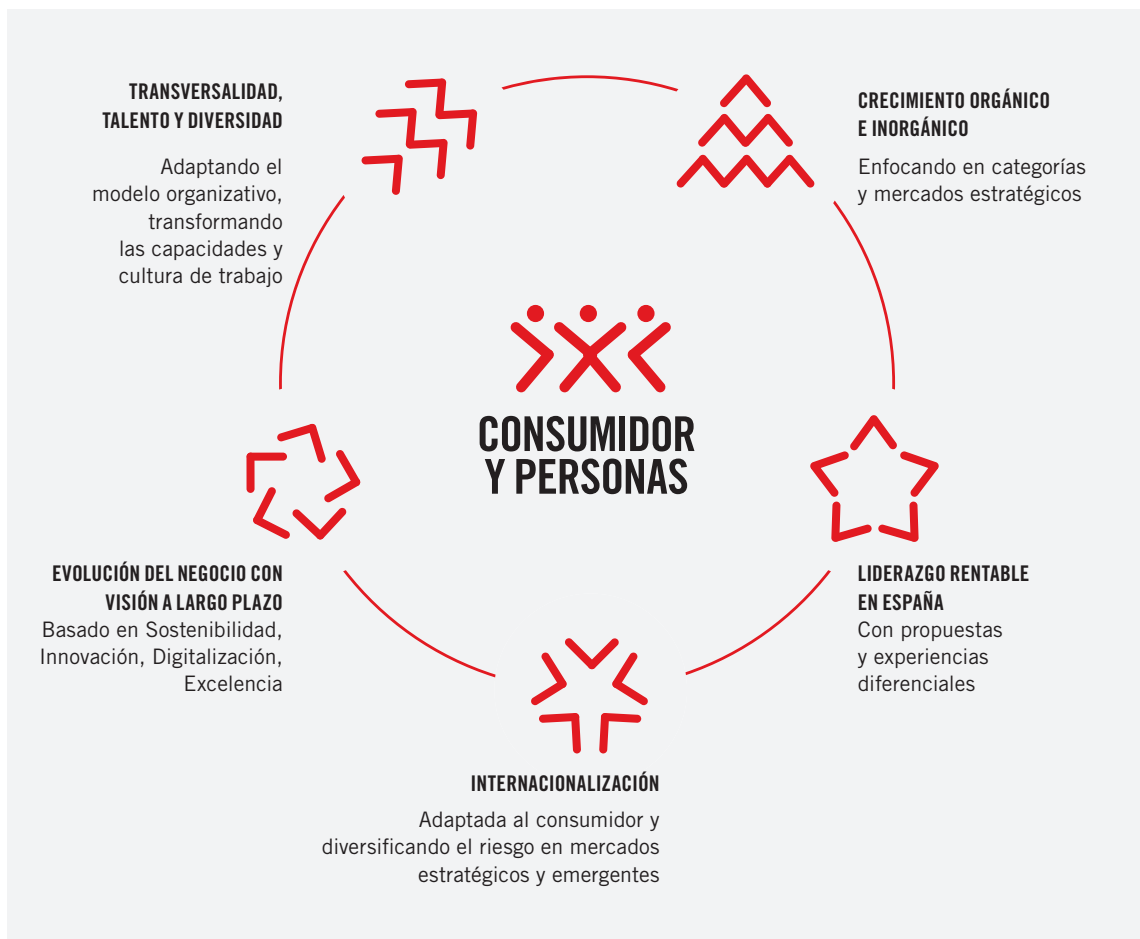 TRANSVERSALIDAD,
TALENTO Y DIVERSIDAD
Adaptando el
modelo organizativo,
transformando
las capacidades y
cultura de trabajo
CRECIMIENTO ORGÁNICO
E INORGÁNICO
Enfocando en categorías
y mercados estratégicos
CONSUMIDOR
Y PERSONAS
EVOLUCIÓN DEL NEGOCIO CON
VISIÓN A LARGO PLAZO
Basado en Sostenibilidad,
Innovación, Digitalización,
Excelencia
LIDERAZGO RENTABLE
EN ESPAÑA
Con propuestas
y experiencias
diferenciales
INTERNACIONALIZACIÓN
Adaptada al consumidor y
diversificando el riesgo en mercados
estratégicos y emergentes